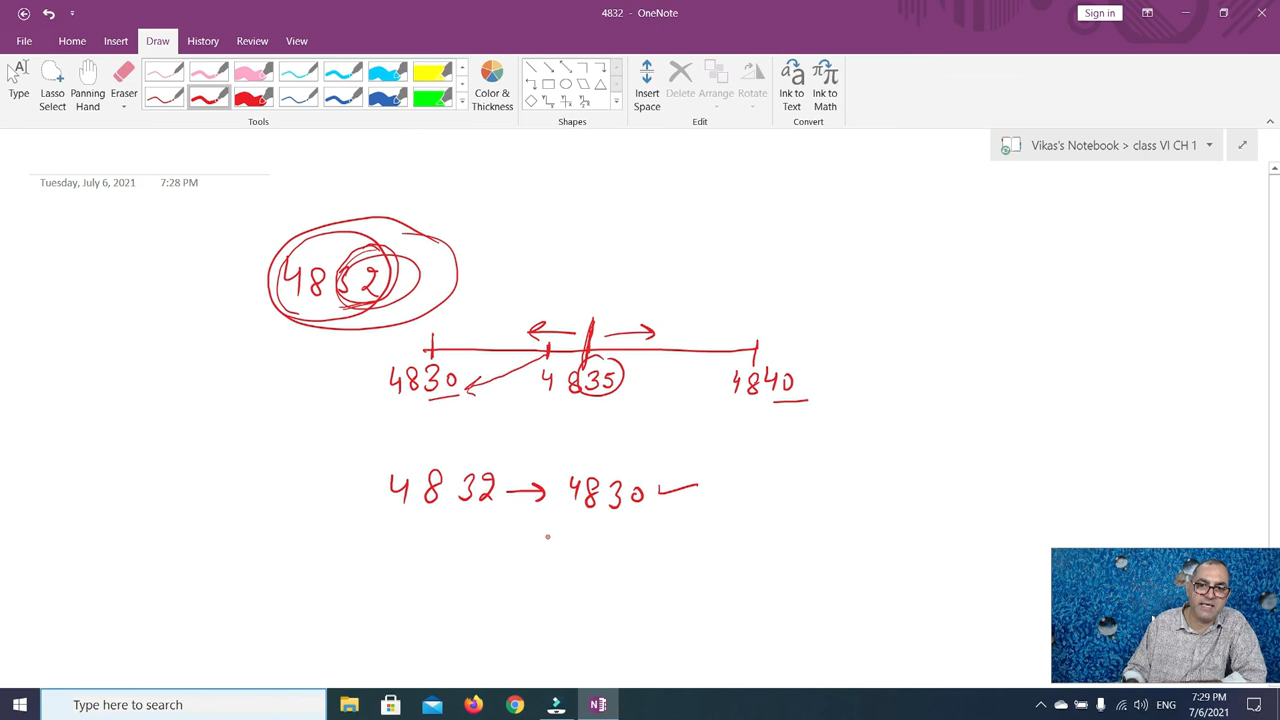 4832 - OneNote
Sign in
File Home Insert Draw History Review View
Type
Lasso Select
Panning Hand
Eraser
Color & Thickness
Insert Space
Delete
Arrange
Rotate
Ink to Text
Ink to Math
Tools
Shapes
Edit
Convert
Vikas's Notebook > class VI CH 1
Tuesday, July 6, 2021 7:28 PM
4832
4830 4835 4840
4832 → 4830 ✓
Type here to search
ENG
7:29 PM
7/6/2021